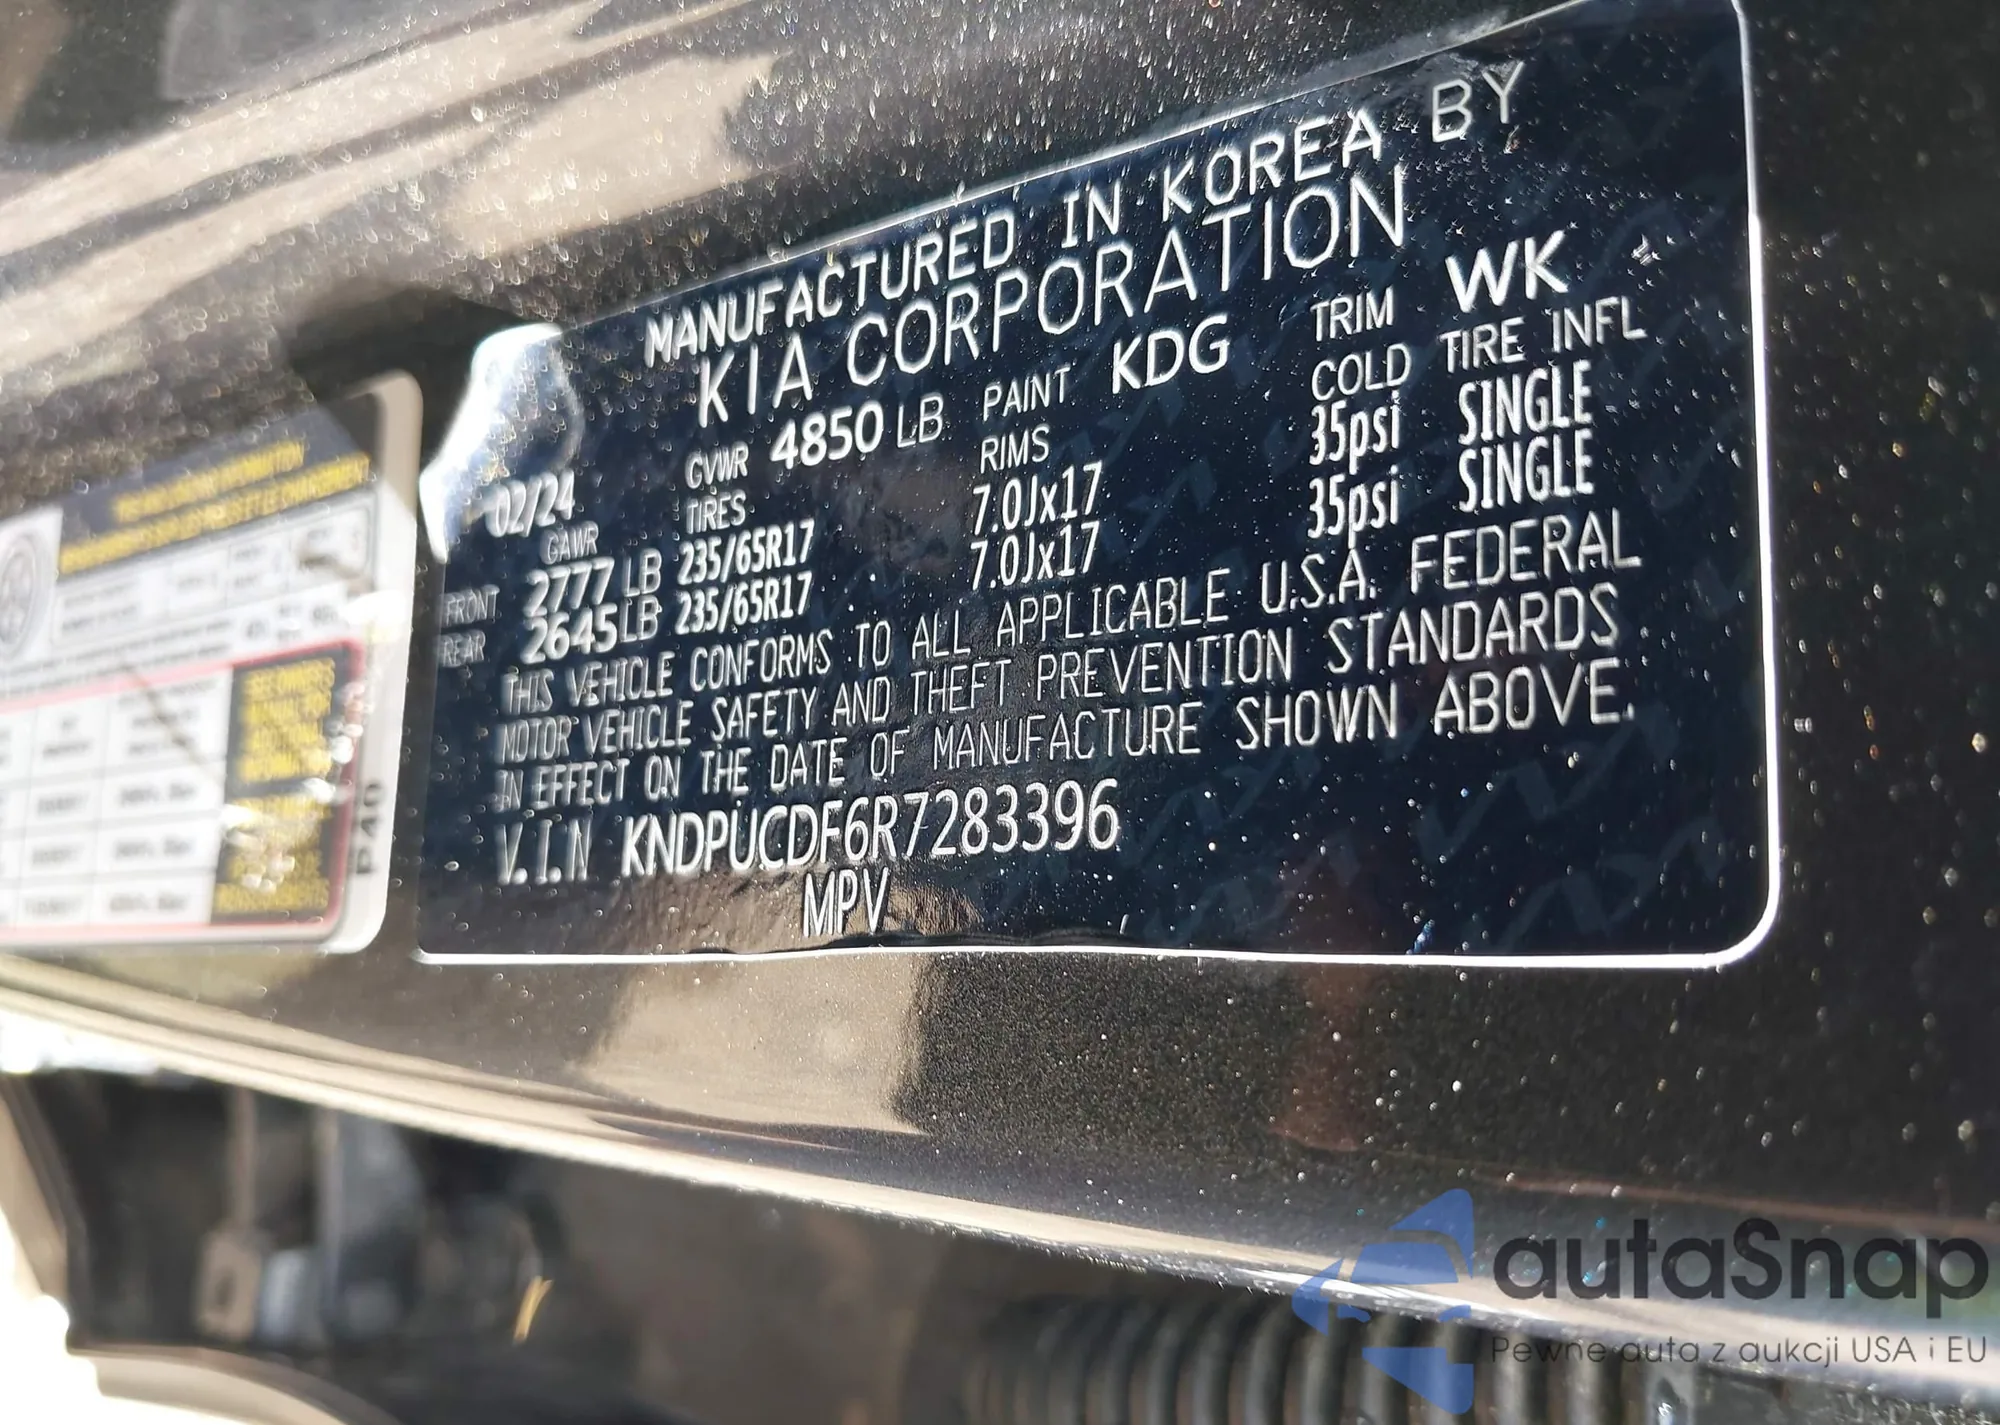 MANUFACTURED IN KOREA BY
KIA CORPORATION
02/24 GVWR 4850 LB PAINT KDG TRIM WK
GAWR TIRES RIMS COLD TIRE INFL
FRONT 2777 LB 235/65R17 7.0Jx17 35psi SINGLE
REAR 2645 LB 235/65R17 7.0Jx17 35psi SINGLE
THIS VEHICLE CONFORMS TO ALL APPLICABLE U.S.A. FEDERAL
MOTOR VEHICLE SAFETY AND THEFT PREVENTION STANDARDS
IN EFFECT ON THE DATE OF MANUFACTURE SHOWN ABOVE.
V.I.N KNDPUCDF6R7283396
MPV
P40
autaSnap
Pewne auta z aukcji USA i EU